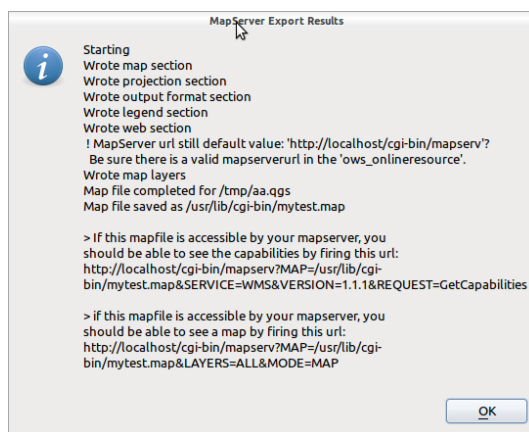 MapServer Export Results
Starting
Wrote map section
Wrote projection section
Wrote output format section
Wrote legend section
Wrote web section
! MapServer url still default value: 'http://localhost/cgi-bin/mapserv'?
Be sure there is a valid mapserverurl in the 'ows_onlineresource'.
Wrote map layers
Map file completed for /tmp/aa.qgs
Map file saved as /usr/lib/cgi-bin/mytest.map
> If this mapfile is accessible by your mapserver, you
should be able to see the capabilities by firing this url:
http://localhost/cgi-bin/mapserv?MAP=/usr/lib/cgi-
bin/mytest.map&SERVICE=WMS&VERSION=1.1.1&REQUEST=GetCapabilities
> if this mapfile is accessible by your mapserver, you
should be able to see a map by firing this url:
http://localhost/cgi-bin/mapserv?MAP=/usr/lib/cgi-
bin/mytest.map&LAYERS=ALL&MODE=MAP
OK